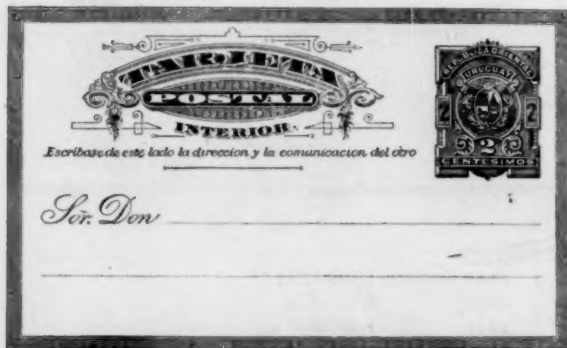 TARJETA
POSTAL
INTERIOR.
Escríbase de este lado la direccion y la comunicacion del otro
REPUBLICA ORIENTAL
URUGUAY
2 2
2
CENTESIMOS
Sor. Don